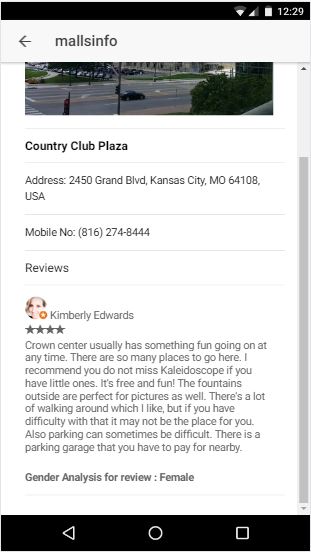 12:29
mallsinfo
Country Club Plaza
Address: 2450 Grand Blvd, Kansas City, MO 64108,
USA
Mobile No: (816) 274-8444
Reviews
Kimberly Edwards
★★★★
Crown center usually has something fun going on at
any time. There are so many places to go here. I
recommend you do not miss Kaleidoscope if you
have little ones. It's free and fun! The fountains
outside are perfect for pictures as well. There's a lot
of walking around which I like, but if you have
difficulty with that it may not be the place for you.
Also parking can sometimes be difficult. There is a
parking garage that you have to pay for nearby.
Gender Analysis for review : Female